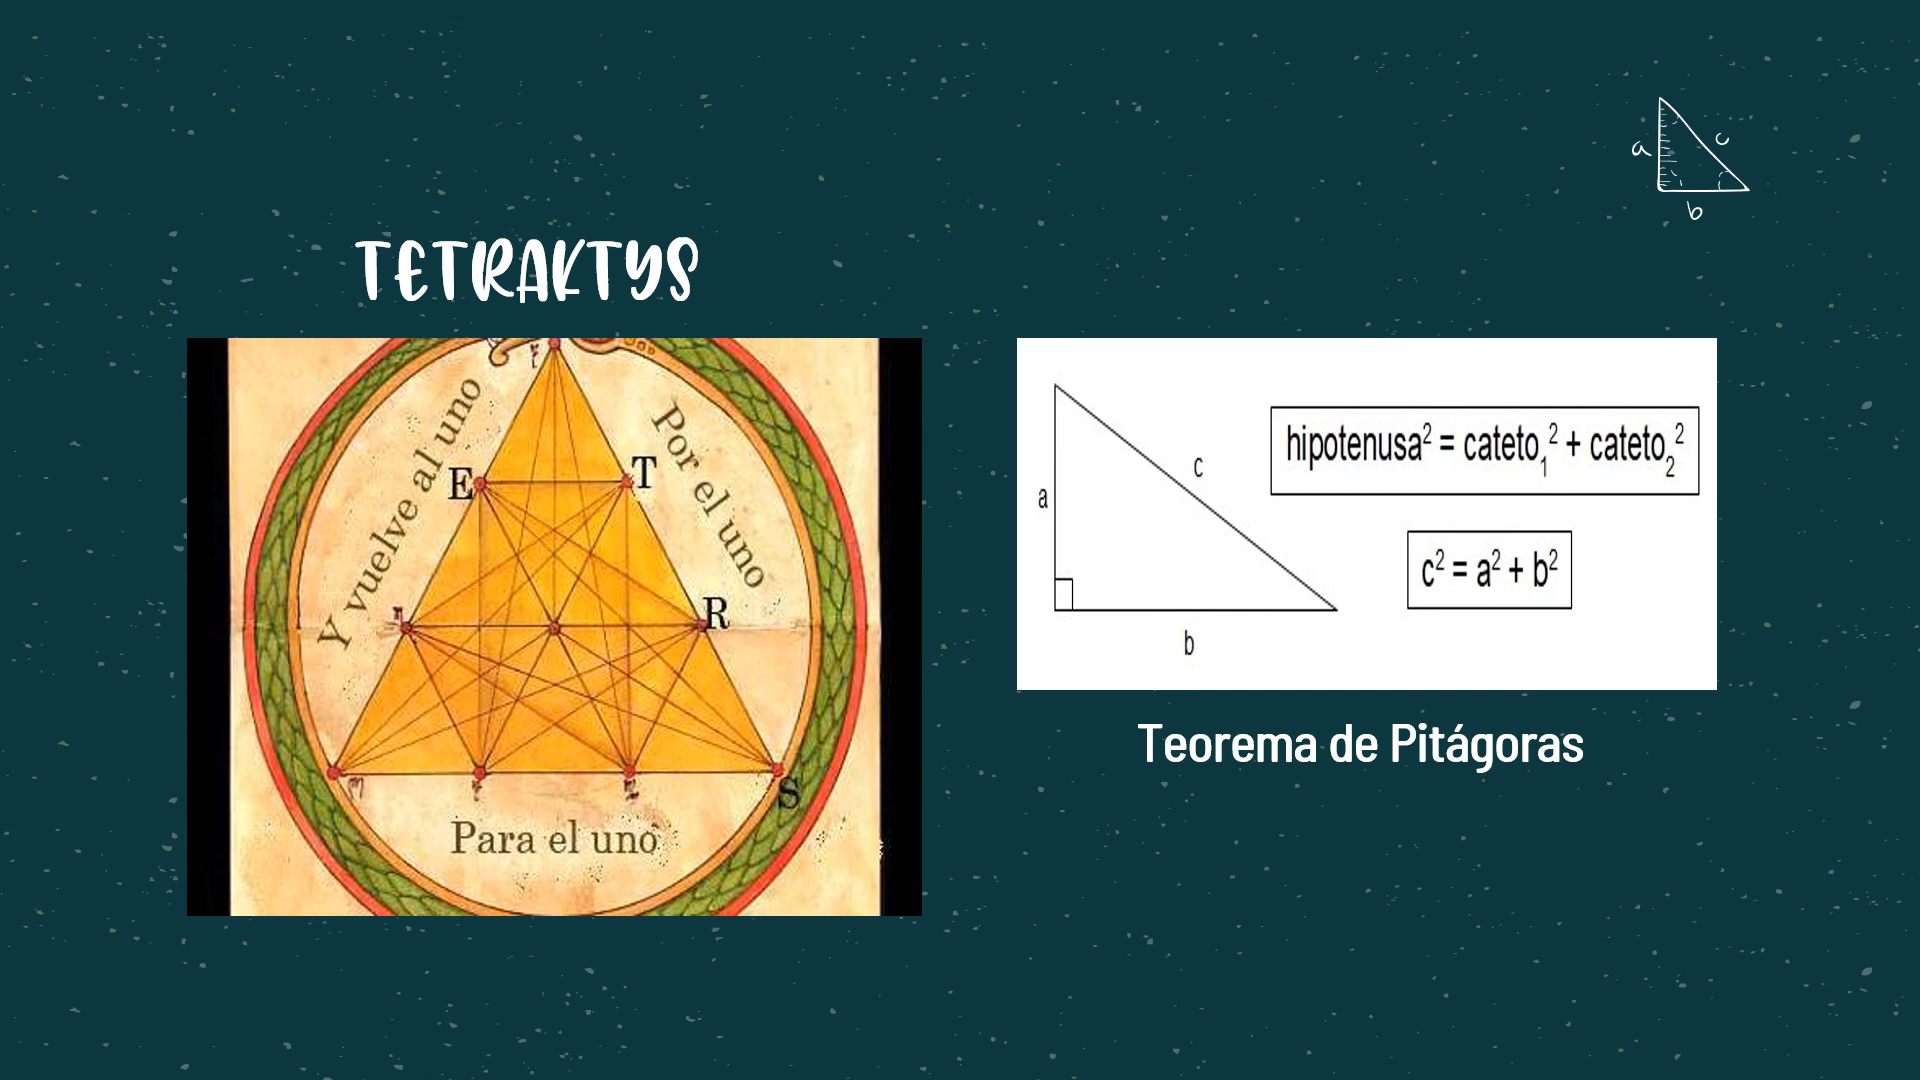 a
c
b
TETRAKTYS
Y vuelve al uno
Por el uno
E
T
R
S
Para el uno
a
c
b
hipotenusa² = cateto₁² + cateto₂²
c² = a² + b²
Teorema de Pitágoras